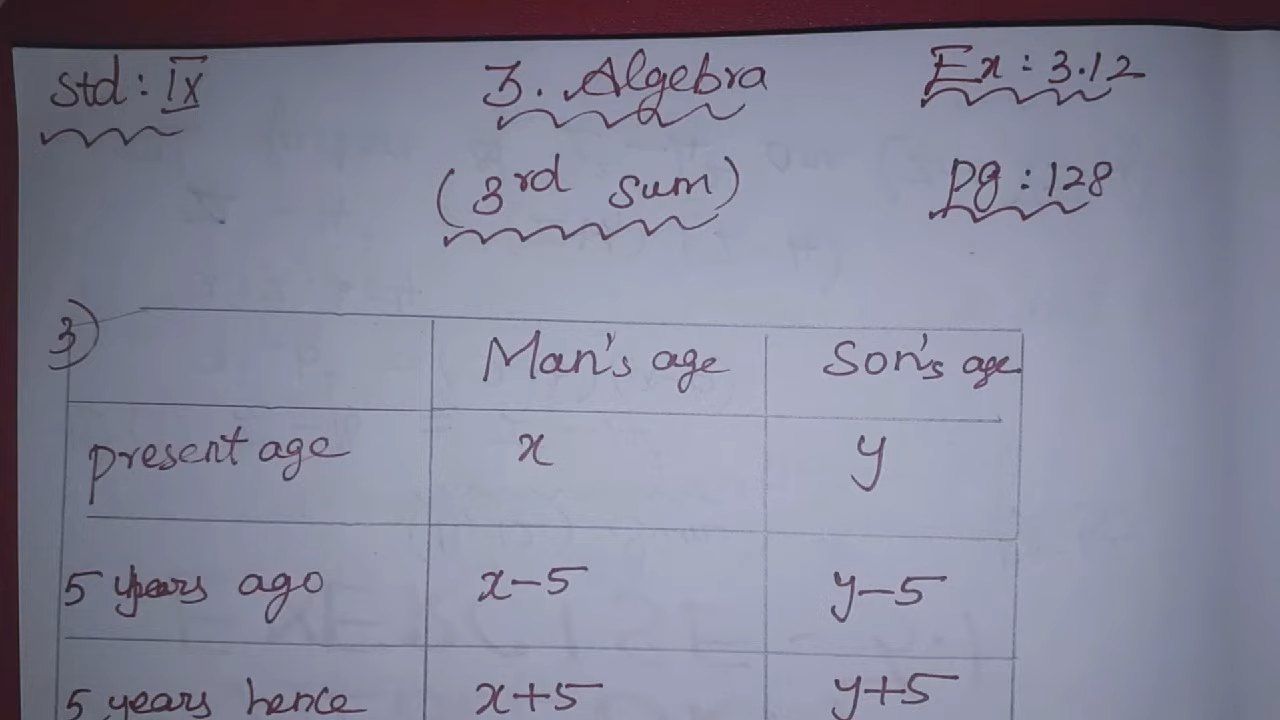 Std: IX 3. Algebra Ex: 3.12
(3rd Sum) pg: 128
3)
Man's age Son's age
present age x y
5 years ago x-5 y-5
5 years hence x+5 y+5